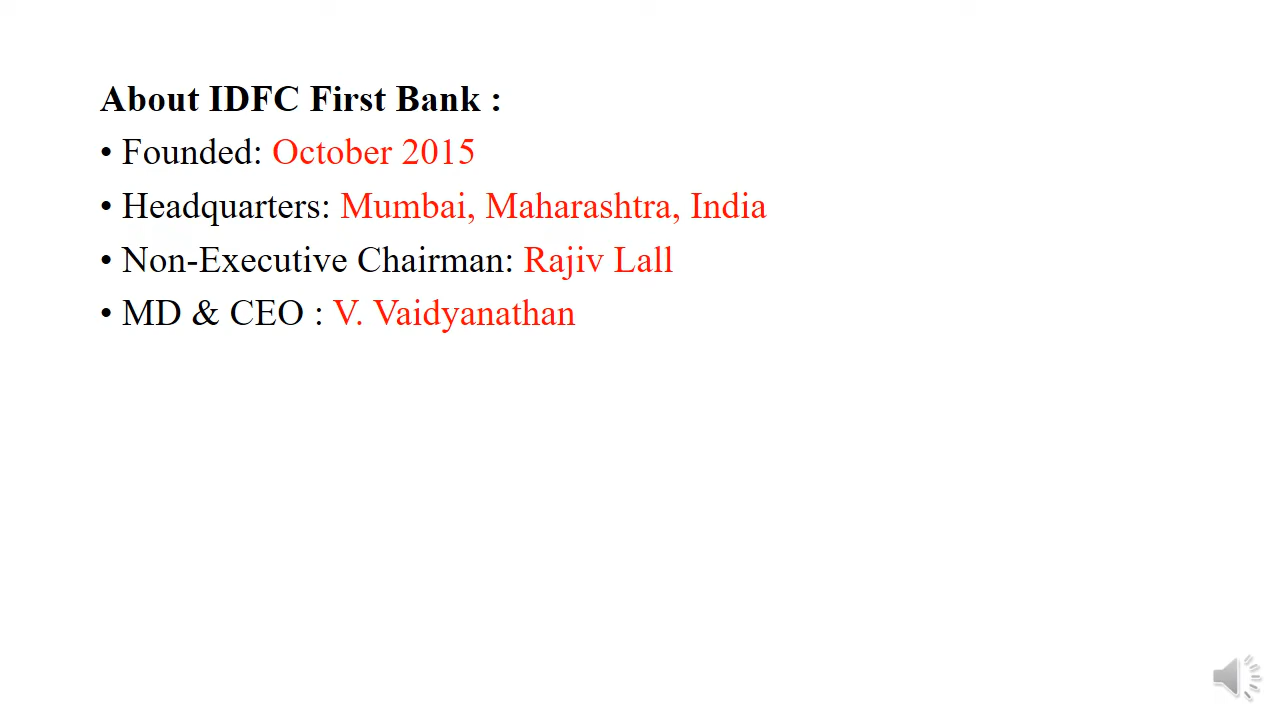 About IDFC First Bank :
• Founded: October 2015
• Headquarters: Mumbai, Maharashtra, India
• Non-Executive Chairman: Rajiv Lall
• MD & CEO : V. Vaidyanathan